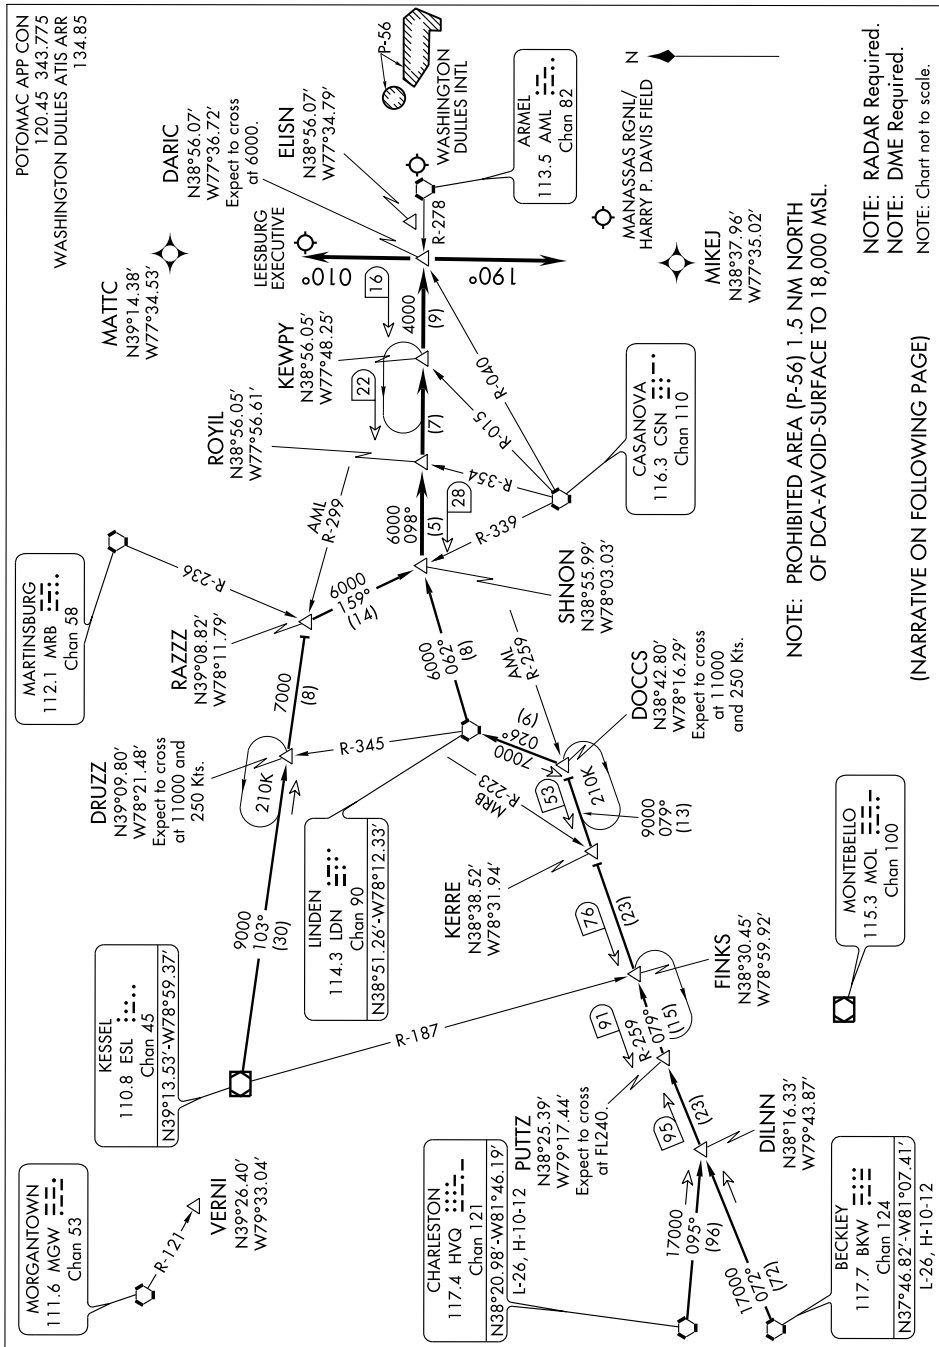 POTOMAC APP CON
120.45 343.775
WASHINGTON DULLES ATIS ARR
134.85
MATTC
N39°14.38'
W77°34.53'
DARIC
N38°56.07'
W77°36.72'
Expect to cross
at 6000.
ELISN
N38°56.07'
W77°34.79'
P-56
WASHINGTON
DULLES INTL
ARMEL
113.5 AML
Chan 82
R-278
LEESBURG
EXECUTIVE
010°
190°
16
4000
(9)
KEWPY
N38°56.05'
W77°48.25'
22
(7)
ROYIL
N38°56.05'
W77°56.61'
AML
R-299
6000
098°
(5)
28
R-040
R-015
R-354
R-339
CASANOVA
116.3 CSN
Chan 110
N
MANASSAS RGNL/
HARRY P. DAVIS FIELD
MIKEJ
N38°37.96'
W77°35.02'
MARTINSBURG
112.1 MRB
Chan 58
R-236
RAZZZ
N39°08.82'
W78°11.79'
6000
159°
(14)
SHNON
N38°55.99'
W78°03.03'
7000
(8)
DRUZZ
N39°09.80'
W78°21.48'
Expect to cross
at 11000 and
250 Kts.
210K
R-345
6000
062°
(8)
AML
R-259
7000
026°
(9)
MRB
R-223
DOCCS
N38°42.80'
W78°16.29'
Expect to cross
at 11000
and 250 Kts.
53
210K
9000
079°
(13)
LINDEN
114.3 LDN
Chan 90
N38°51.26'-W78°12.33'
KERRE
N38°38.52'
W78°31.94'
9000
103°
(30)
KESSEL
110.8 ESL
Chan 45
N39°13.53'-W78°59.37'
R-187
76
(23)
FINKS
N38°30.45'
W78°59.92'
91
R-259
079°
(15)
MONTEBELLO
115.3 MOL
Chan 100
MORGANTOWN
111.6 MGW
Chan 53
R-121
VERNI
N39°26.40'
W79°33.04'
PUTTZ
N38°25.39'
W79°17.44'
Expect to cross
at FL240.
95
(23)
DILNN
N38°16.33'
W79°43.87'
CHARLESTON
117.4 HVQ
Chan 121
N38°20.98'-W81°46.19'
L-26, H-10-12
17000
095°
(96)
17000
072°
(72)
BECKLEY
117.7 BKW
Chan 124
N37°46.82'-W81°07.41'
L-26, H-10-12
NOTE: PROHIBITED AREA (P-56) 1.5 NM NORTH
OF DCA-AVOID-SURFACE TO 18,000 MSL.
NOTE: RADAR Required.
NOTE: DME Required.
NOTE: Chart not to scale.
(NARRATIVE ON FOLLOWING PAGE)